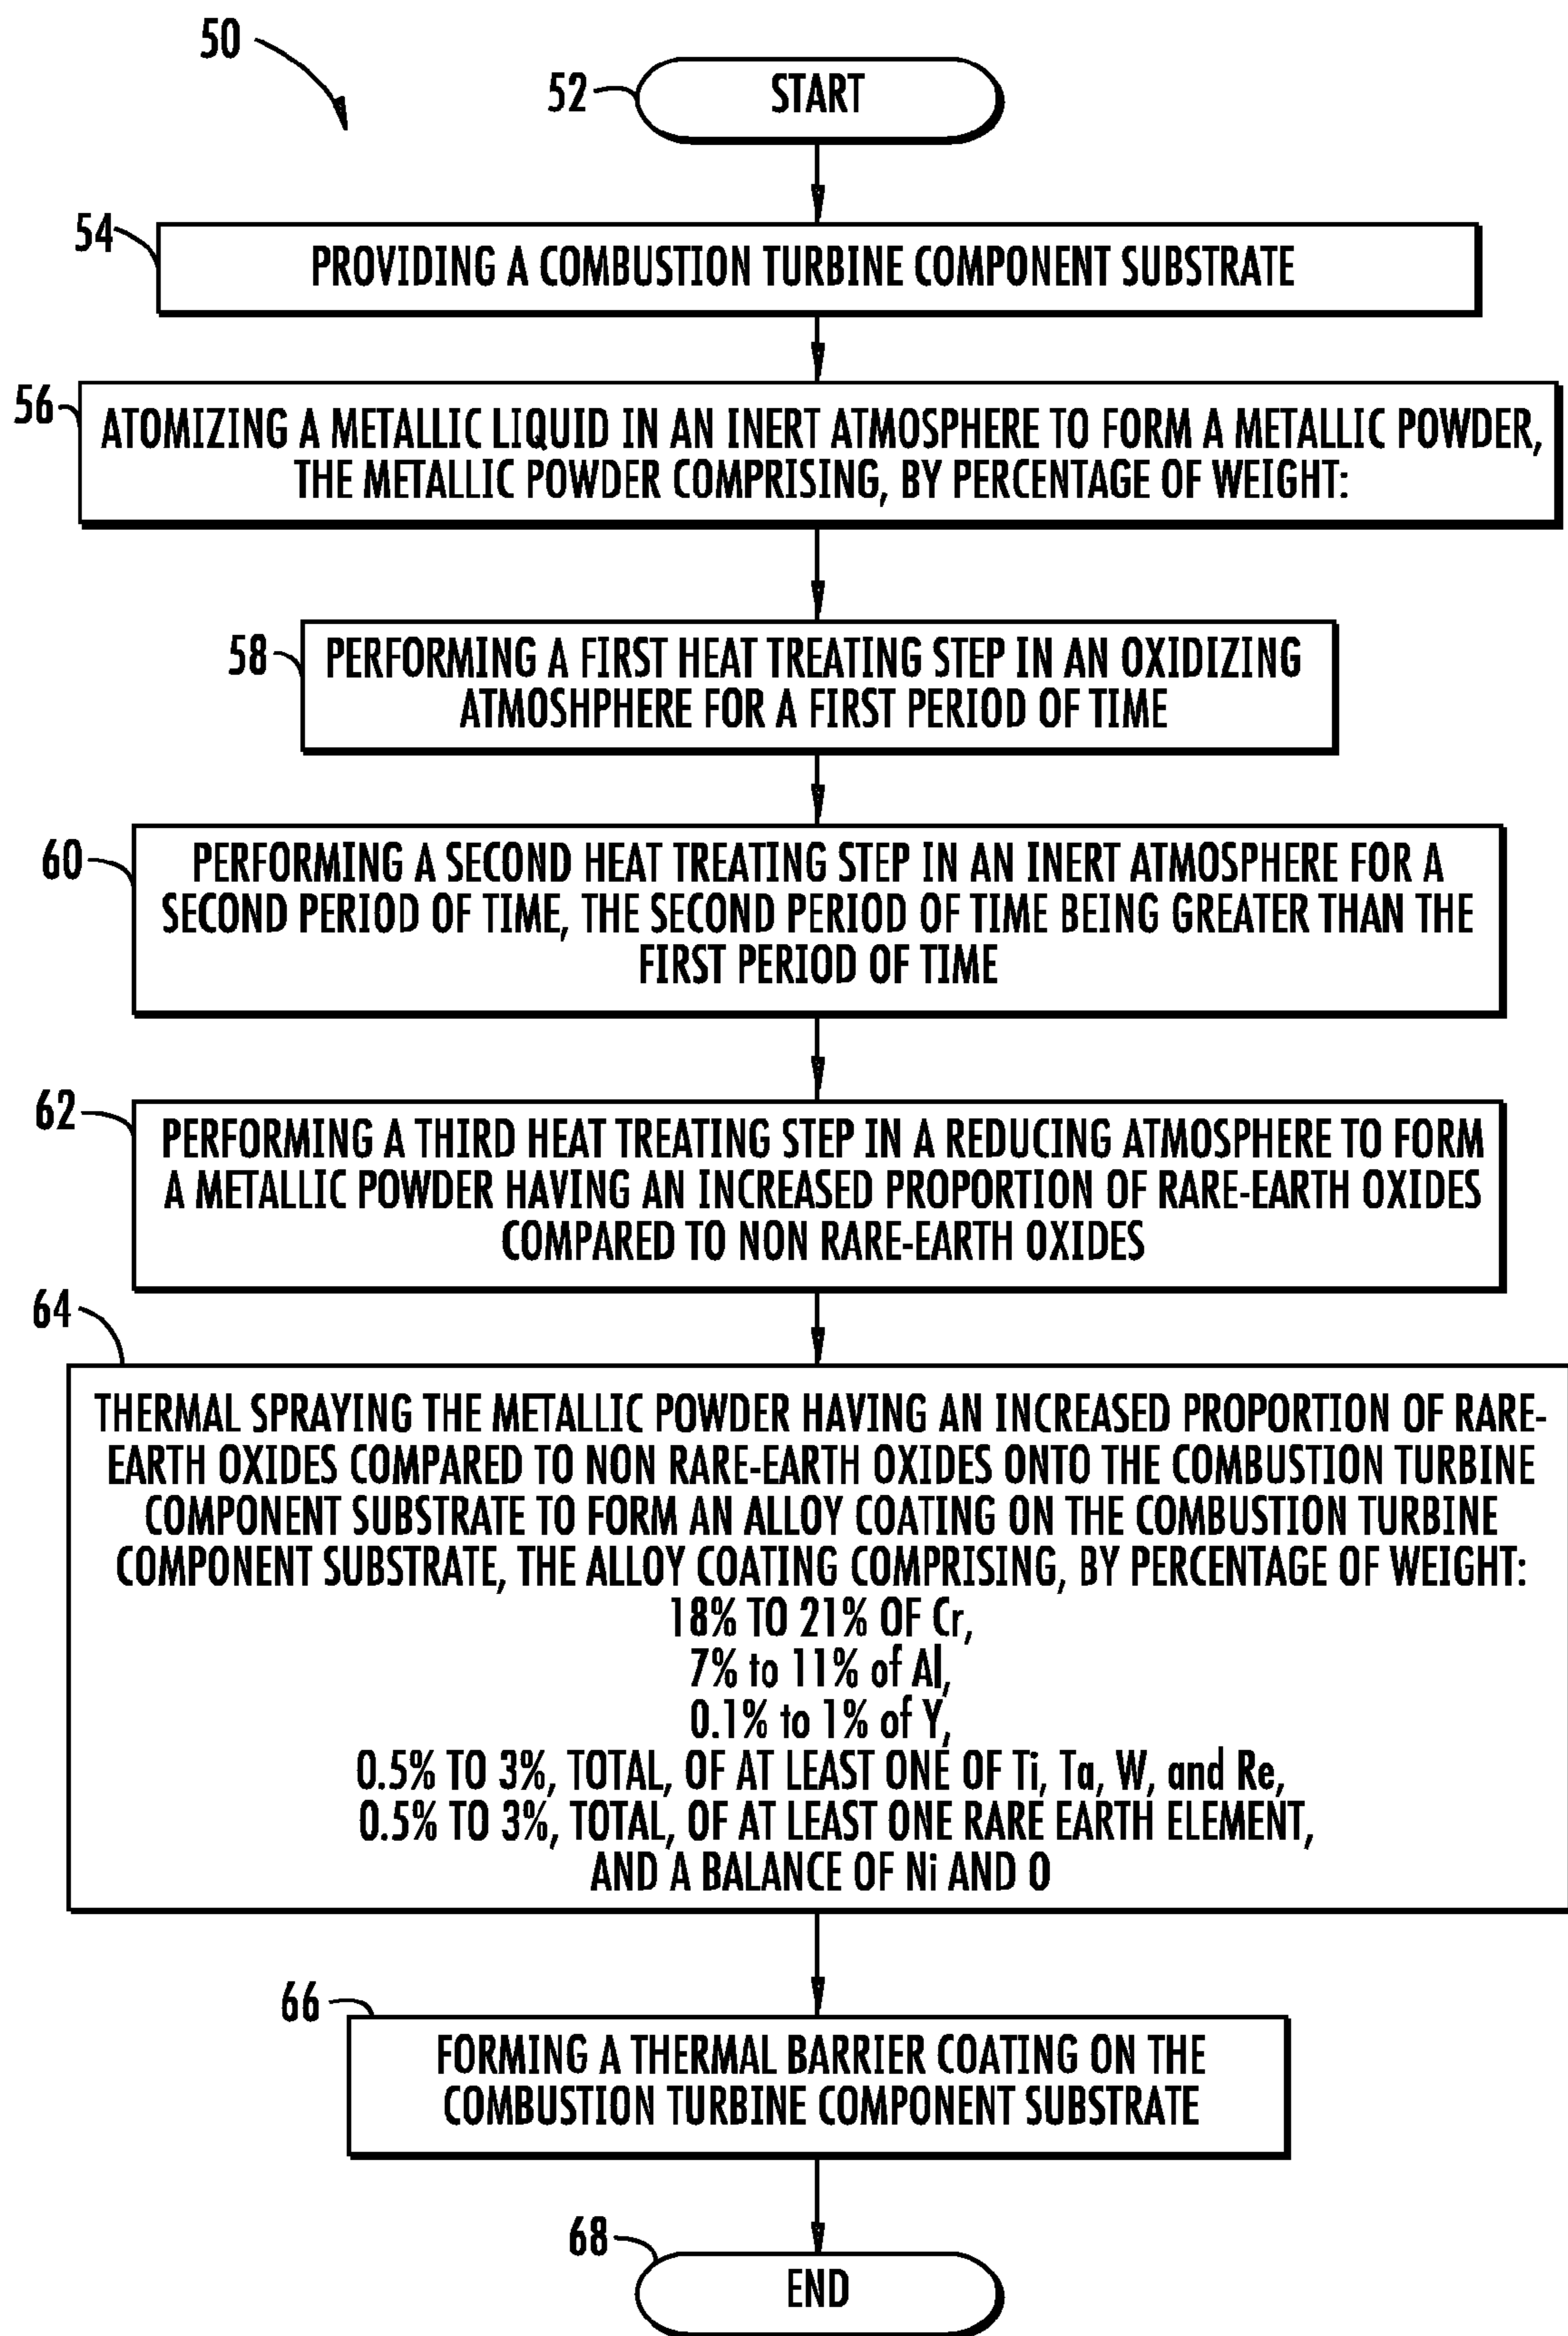 50
52
START
54
PROVIDING A COMBUSTION TURBINE COMPONENT SUBSTRATE
56
ATOMIZING A METALLIC LIQUID IN AN INERT ATMOSPHERE TO FORM A METALLIC POWDER,
THE METALLIC POWDER COMPRISING, BY PERCENTAGE OF WEIGHT:
58
PERFORMING A FIRST HEAT TREATING STEP IN AN OXIDIZING
ATMOSHPHERE FOR A FIRST PERIOD OF TIME
60
PERFORMING A SECOND HEAT TREATING STEP IN AN INERT ATMOSPHERE FOR A
SECOND PERIOD OF TIME, THE SECOND PERIOD OF TIME BEING GREATER THAN THE
FIRST PERIOD OF TIME
62
PERFORMING A THIRD HEAT TREATING STEP IN A REDUCING ATMOSPHERE TO FORM
A METALLIC POWDER HAVING AN INCREASED PROPORTION OF RARE-EARTH OXIDES
COMPARED TO NON RARE-EARTH OXIDES
64
THERMAL SPRAYING THE METALLIC POWDER HAVING AN INCREASED PROPORTION OF RARE-
EARTH OXIDES COMPARED TO NON RARE-EARTH OXIDES ONTO THE COMBUSTION TURBINE
COMPONENT SUBSTRATE TO FORM AN ALLOY COATING ON THE COMBUSTION TURBINE
COMPONENT SUBSTRATE, THE ALLOY COATING COMPRISING, BY PERCENTAGE OF WEIGHT:
18% TO 21% OF Cr,
7% to 11% of Al,
0.1% to 1% of Y,
0.5% TO 3%, TOTAL, OF AT LEAST ONE OF Ti, Ta, W, and Re,
0.5% TO 3%, TOTAL, OF AT LEAST ONE RARE EARTH ELEMENT,
AND A BALANCE OF Ni AND O
66
FORMING A THERMAL BARRIER COATING ON THE
COMBUSTION TURBINE COMPONENT SUBSTRATE
68
END